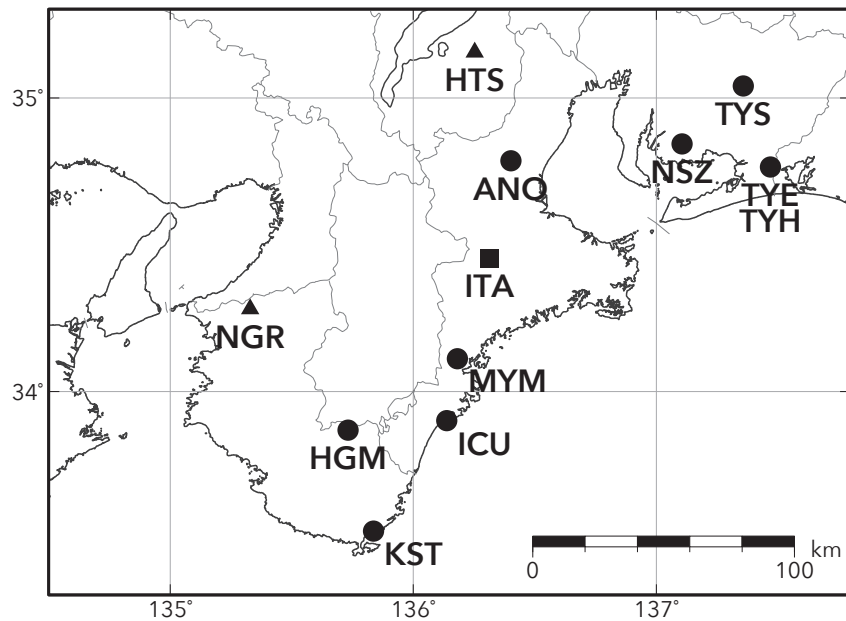 HTS
35°
TYS
NSZ
ANO
TYE
TYH
ITA
NGR
MYM
34°
ICU
HGM
KST
km
0 100
135° 136° 137°